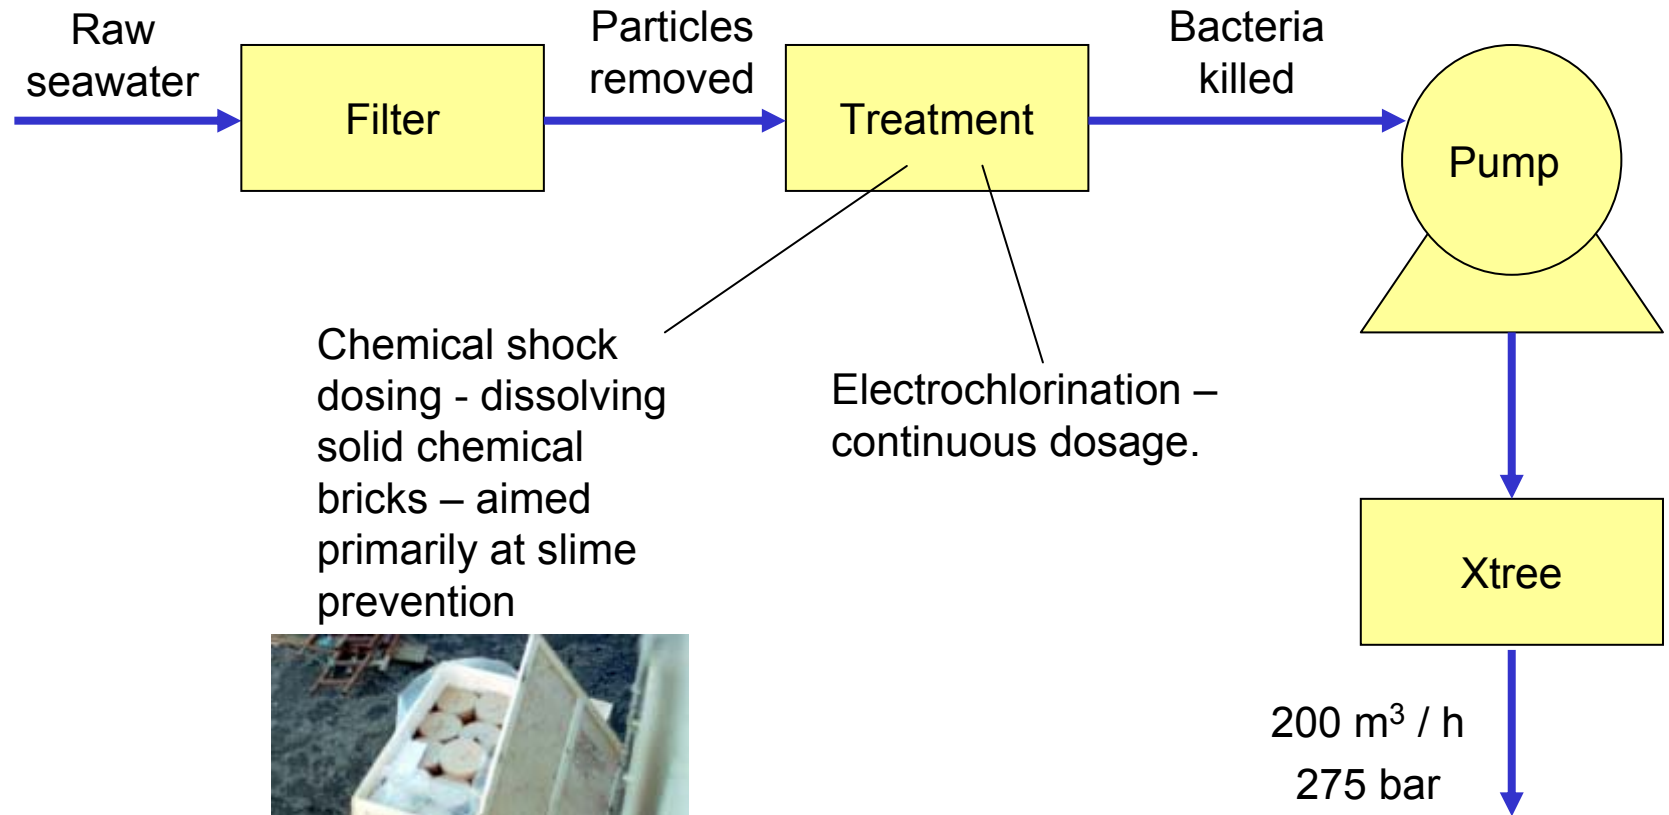 Raw
seawater
Filter
Particles
removed
Treatment
Bacteria
killed
Pump
Chemical shock
dosing - dissolving
solid chemical
bricks – aimed
primarily at slime
prevention
Electrochlorination –
continuous dosage.
Xtree
200 m³ / h
275 bar